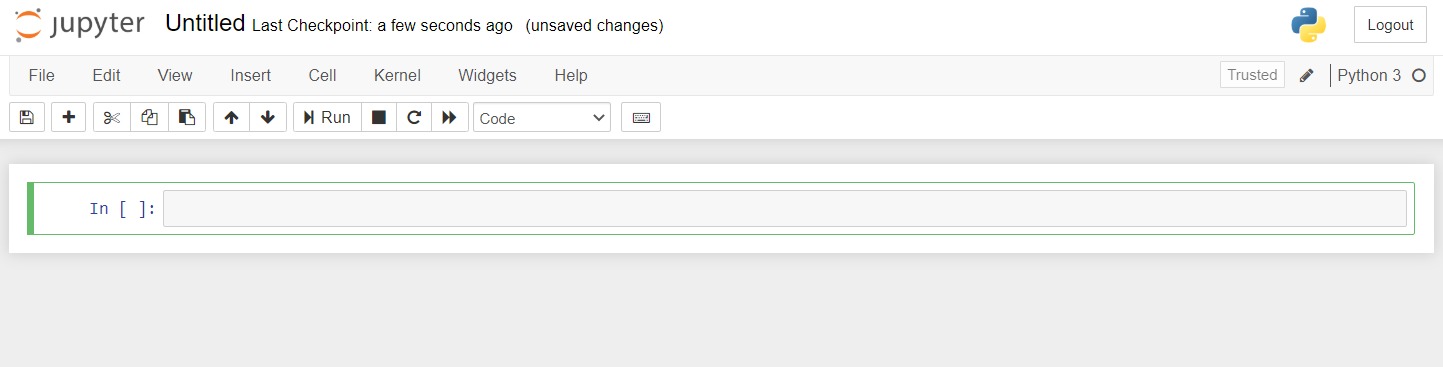 jupyter Untitled Last Checkpoint: a few seconds ago (unsaved changes) Logout
File Edit View Insert Cell Kernel Widgets Help Trusted Python 3
Run Code
In [ ]: